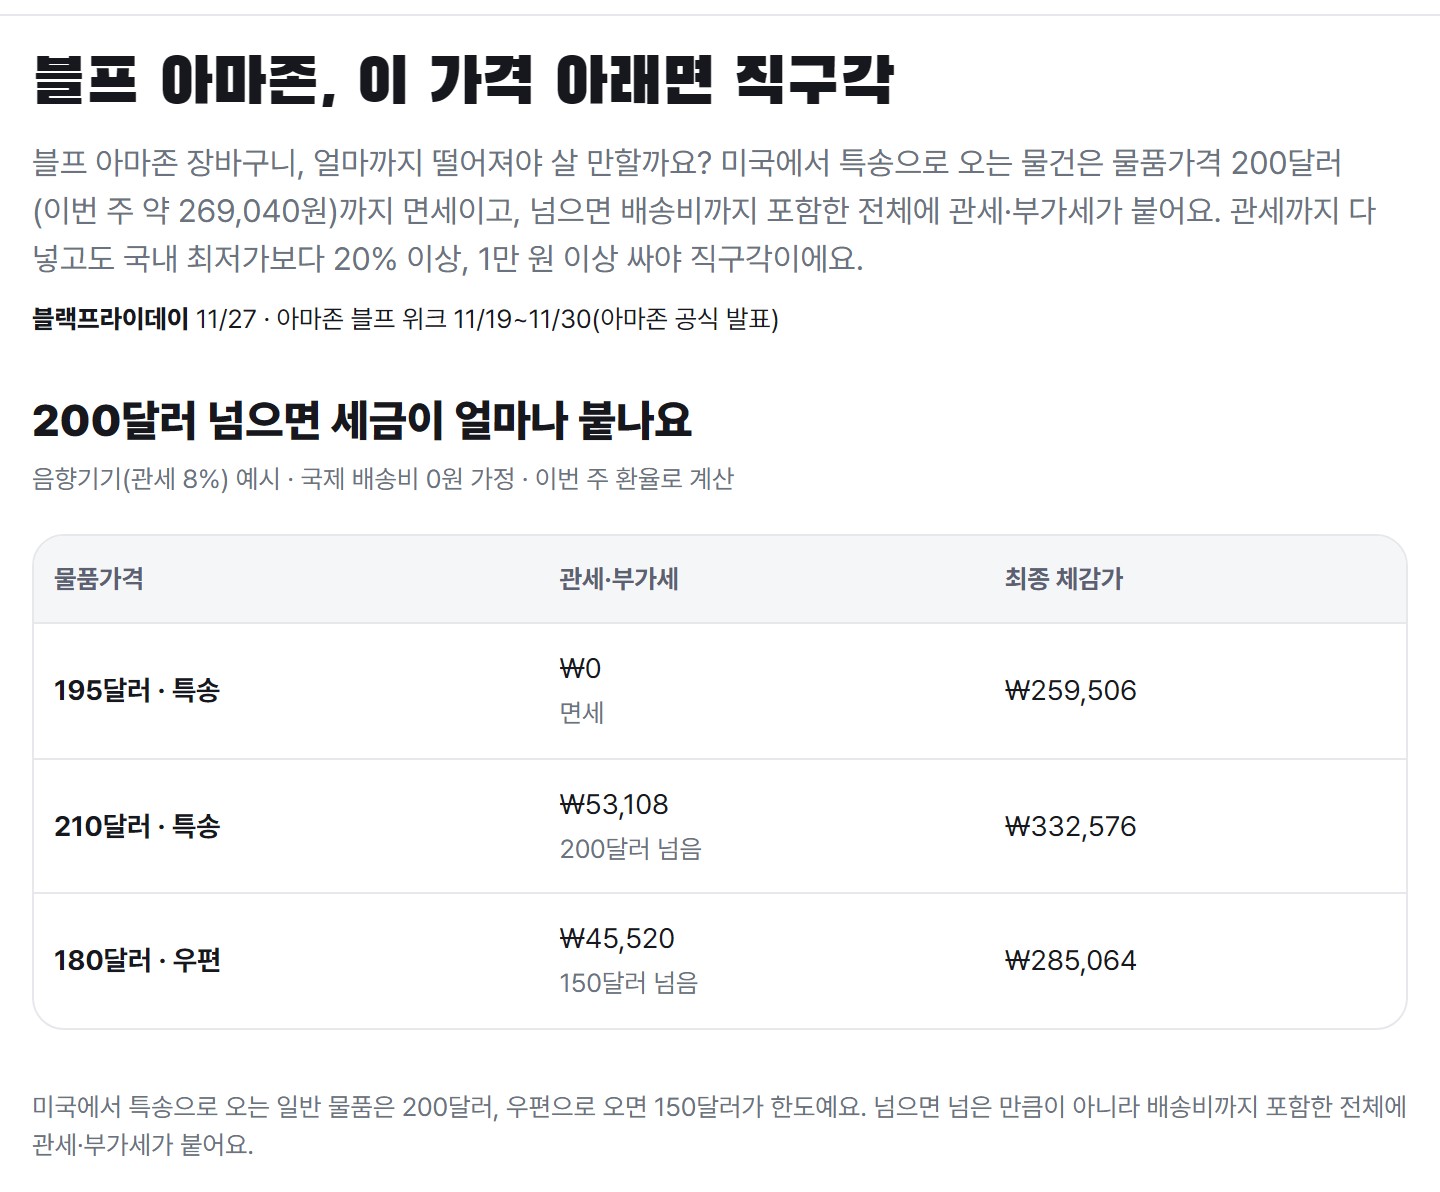 블프 아마존, 이 가격 아래면 직구각
블프 아마존 장바구니, 얼마까지 떨어져야 살 만할까요? 미국에서 특송으로 오는 물건은 물품가격 200달러
(이번 주 약 269,040원)까지 면세이고, 넘으면 배송비까지 포함한 전체에 관세·부가세가 붙어요. 관세까지 다
넣고도 국내 최저가보다 20% 이상, 1만 원 이상 싸야 직구각이에요.
블랙프라이데이 11/27 · 아마존 블프 위크 11/19~11/30(아마존 공식 발표)
200달러 넘으면 세금이 얼마나 붙나요
음향기기(관세 8%) 예시 · 국제 배송비 0원 가정 · 이번 주 환율로 계산
물품가격 관세·부가세 최종 체감가
195달러 · 특송 ₩0 면세 ₩259,506
210달러 · 특송 ₩53,108 200달러 넘음 ₩332,576
180달러 · 우편 ₩45,520 150달러 넘음 ₩285,064
미국에서 특송으로 오는 일반 물품은 200달러, 우편으로 오면 150달러가 한도예요. 넘으면 넘은 만큼이 아니라 배송비까지 포함한 전체에
관세·부가세가 붙어요.